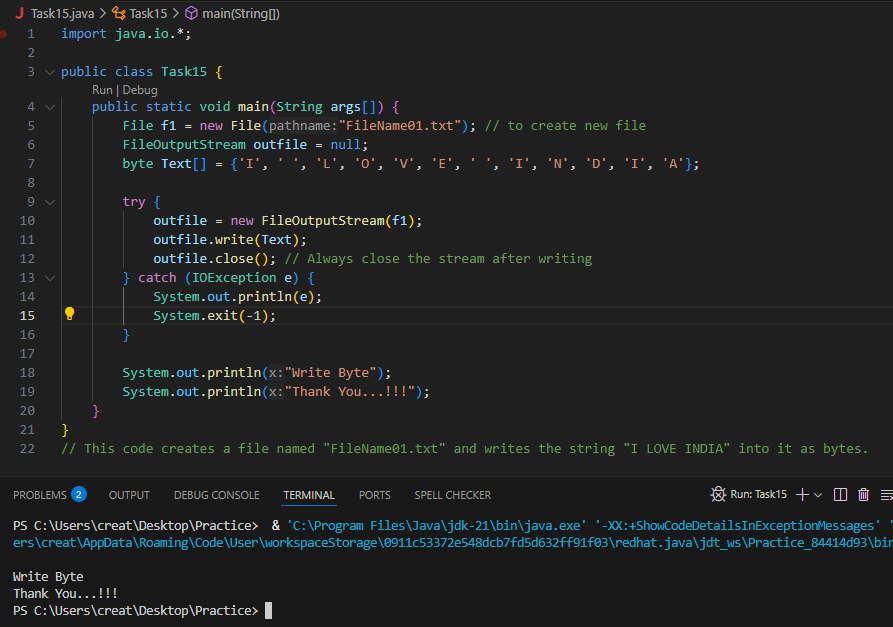 Task15.java > Task15 > main(String[])
1 import java.io.*;
2
3 public class Task15 {
Run | Debug
4 public static void main(String args[]) {
5 File f1 = new File(pathname:"FileName01.txt"); // to create new file
6 FileOutputStream outfile = null;
7 byte Text[] = {'I', ' ', 'L', 'O', 'V', 'E', ' ', 'I', 'N', 'D', 'I', 'A'};
8
9 try {
10 outfile = new FileOutputStream(f1);
11 outfile.write(Text);
12 outfile.close(); // Always close the stream after writing
13 } catch (IOException e) {
14 System.out.println(e);
15 System.exit(-1);
16 }
17
18 System.out.println(x:"Write Byte");
19 System.out.println(x:"Thank You...!!!");
20 }
21 }
22 // This code creates a file named "FileName01.txt" and writes the string "I LOVE INDIA" into it as bytes.
PROBLEMS 2 OUTPUT DEBUG CONSOLE TERMINAL PORTS SPELL CHECKER Run: Task15
PS C:\Users\creat\Desktop\Practice> & 'C:\Program Files\Java\jdk-21\bin\java.exe' '-XX:+ShowCodeDetailsInExceptionMessages' '
ers\creat\AppData\Roaming\Code\User\workspaceStorage\0911c53372e548dcb7fd5d632ff91f03\redhat.java\jdt_ws\Practice_84414d93\bin
Write Byte
Thank You...!!!
PS C:\Users\creat\Desktop\Practice>